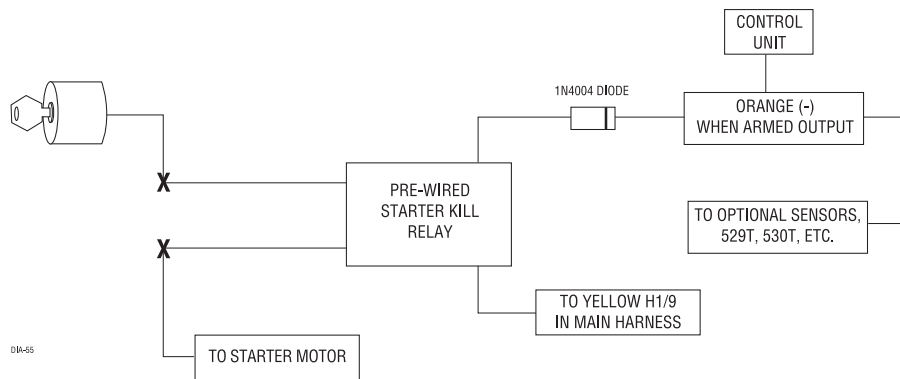 CONTROL
UNIT
1N4004 DIODE
ORANGE (-)
WHEN ARMED OUTPUT
PRE-WIRED
STARTER KILL
RELAY
TO OPTIONAL SENSORS,
529T, 530T, ETC.
TO YELLOW H1/9
IN MAIN HARNESS
DIA-55
TO STARTER MOTOR